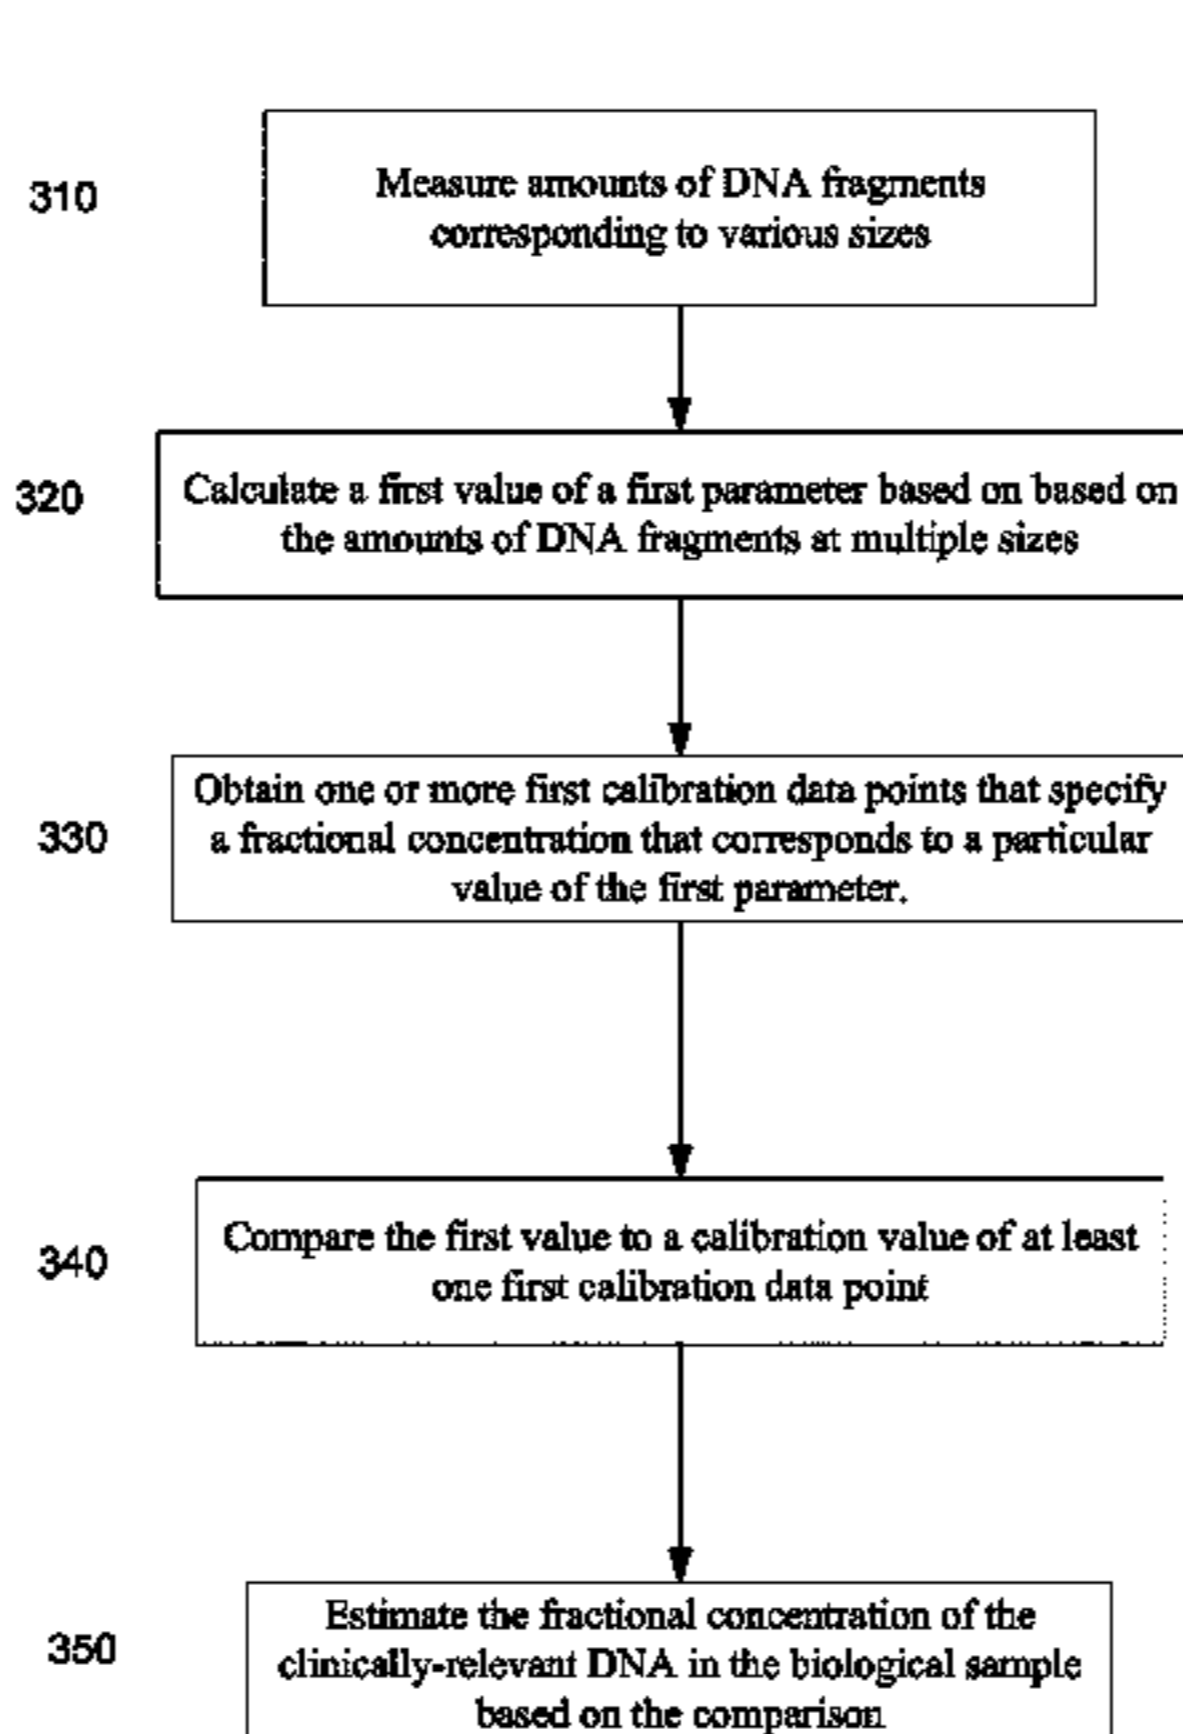 310
Measure amounts of DNA fragments
corresponding to various sizes
320
Calculate a first value of a first parameter based on based on
the amounts of DNA fragments at multiple sizes
330
Obtain one or more first calibration data points that specify
a fractional concentration that corresponds to a particular
value of the first parameter.
340
Compare the first value to a calibration value of at least
one first calibration data point
350
Estimate the fractional concentration of the
clinically-relevant DNA in the biological sample
based on the comparison